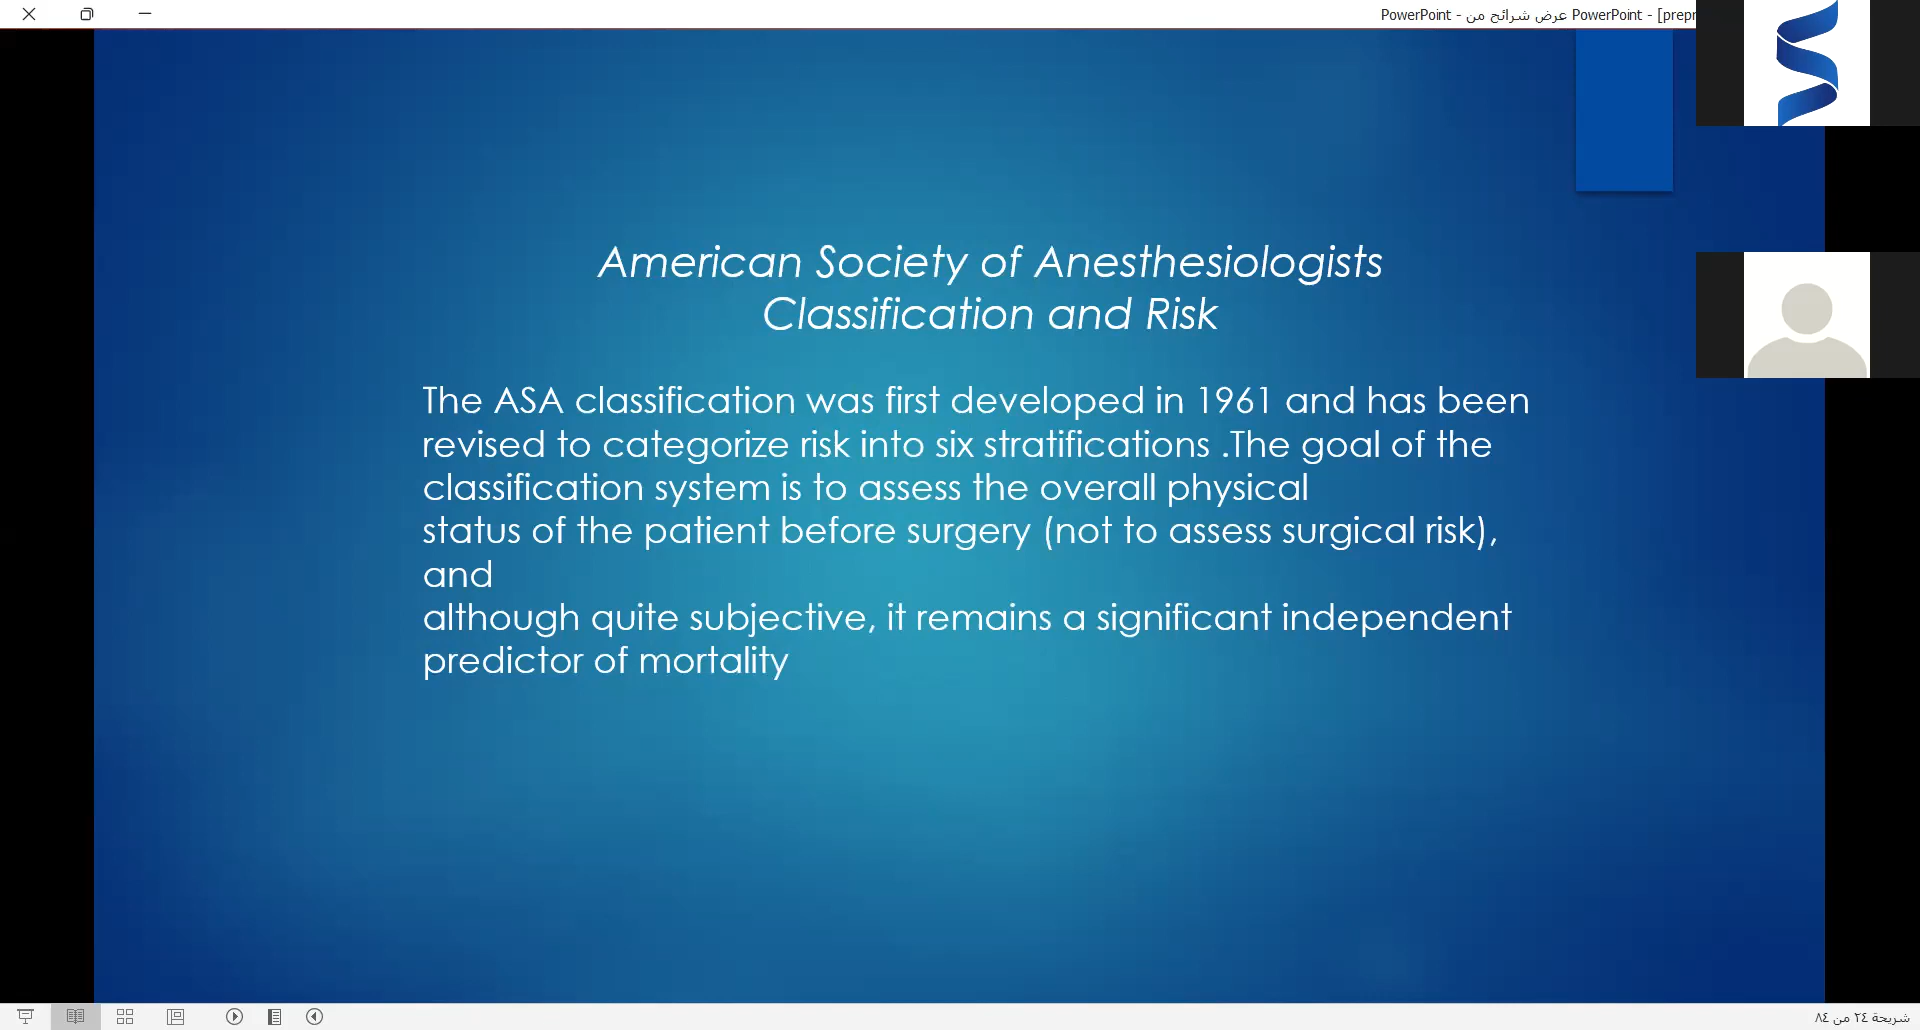 PowerPoint - عرض شرائح من PowerPoint - [prepr
American Society of Anesthesiologists
Classification and Risk
The ASA classification was first developed in 1961 and has been
revised to categorize risk into six stratifications .The goal of the
classification system is to assess the overall physical
status of the patient before surgery (not to assess surgical risk),
and
although quite subjective, it remains a significant independent
predictor of mortality
شريحة ٢٤ من ٨٤